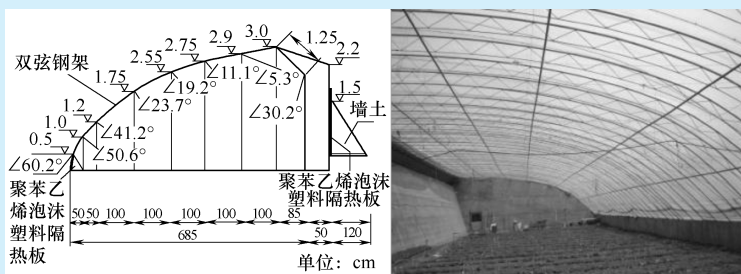 双弦钢架
0.5
1.0
1.2
1.75
2.55
2.75
2.9
3.0
1.25
2.2
1.5
∠60.2°
∠50.6°
∠41.2°
∠23.7°
∠19.2°
∠11.1°
∠5.3°
∠30.2°
墙土
聚苯乙
烯泡沫
塑料隔
热板
聚苯乙烯泡沫
塑料隔热板
50 50 100 100 100 100 100 85
685 50 120
单位：cm